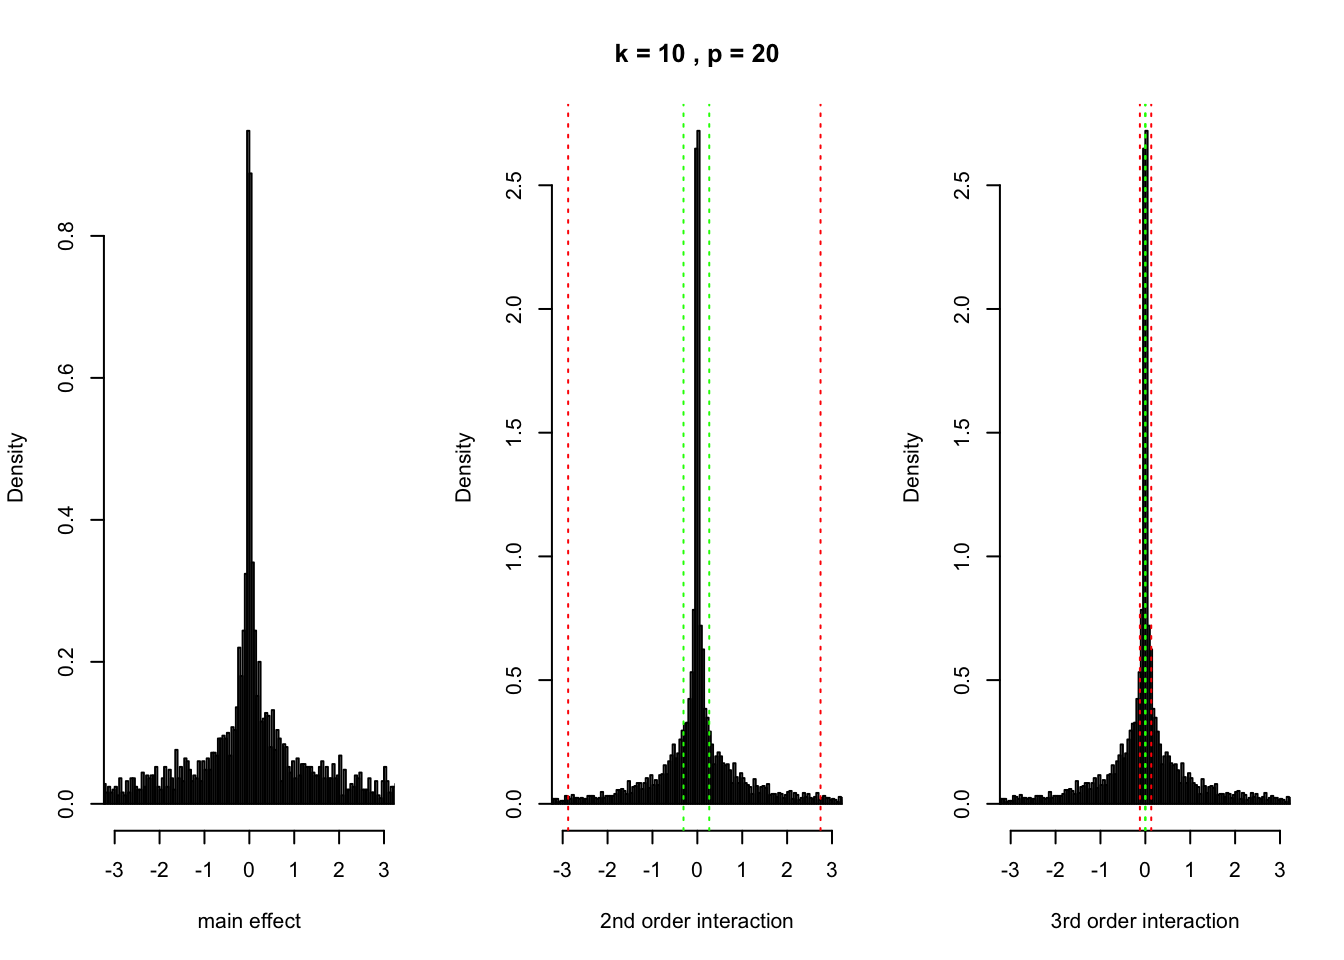 k = 10 , p = 20
Density
0.0 0.2 0.4 0.6 0.8
-3 -2 -1 0 1 2 3
main effect
Density
0.0 0.5 1.0 1.5 2.0 2.5
-3 -2 -1 0 1 2 3
2nd order interaction
Density
0.0 0.5 1.0 1.5 2.0 2.5
-3 -2 -1 0 1 2 3
3rd order interaction